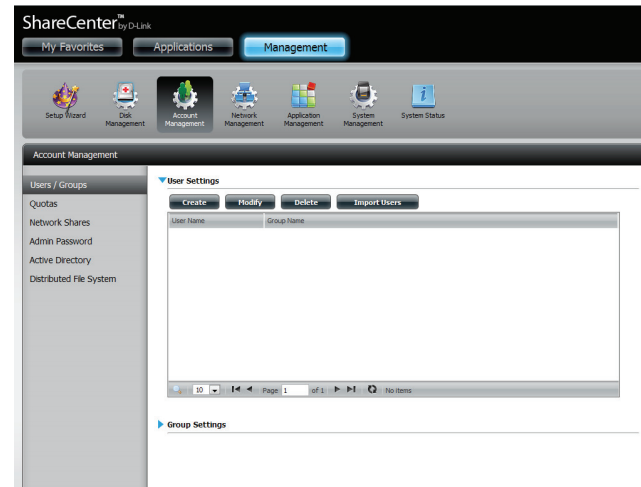 ShareCenter™ by D-Link
My Favorites Applications Management
Setup Wizard Disk Management Account Management Network Management Application Management System Management System Status
Account Management
Users / Groups
Quotas
Network Shares
Admin Password
Active Directory
Distributed File System
User Settings
Create Modify Delete Import Users
User Name Group Name
10 Page 1 of 1 No items
Group Settings